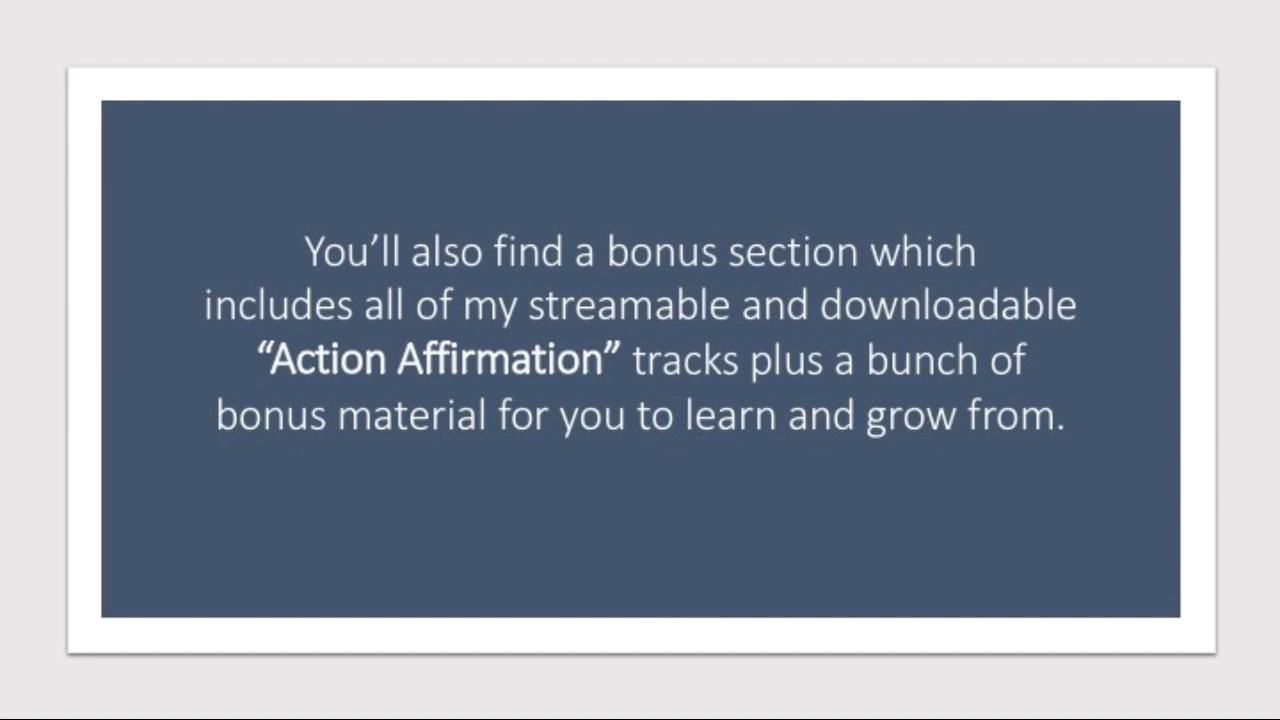 You’ll also find a bonus section which
includes all of my streamable and downloadable
“Action Affirmation” tracks plus a bunch of
bonus material for you to learn and grow from.